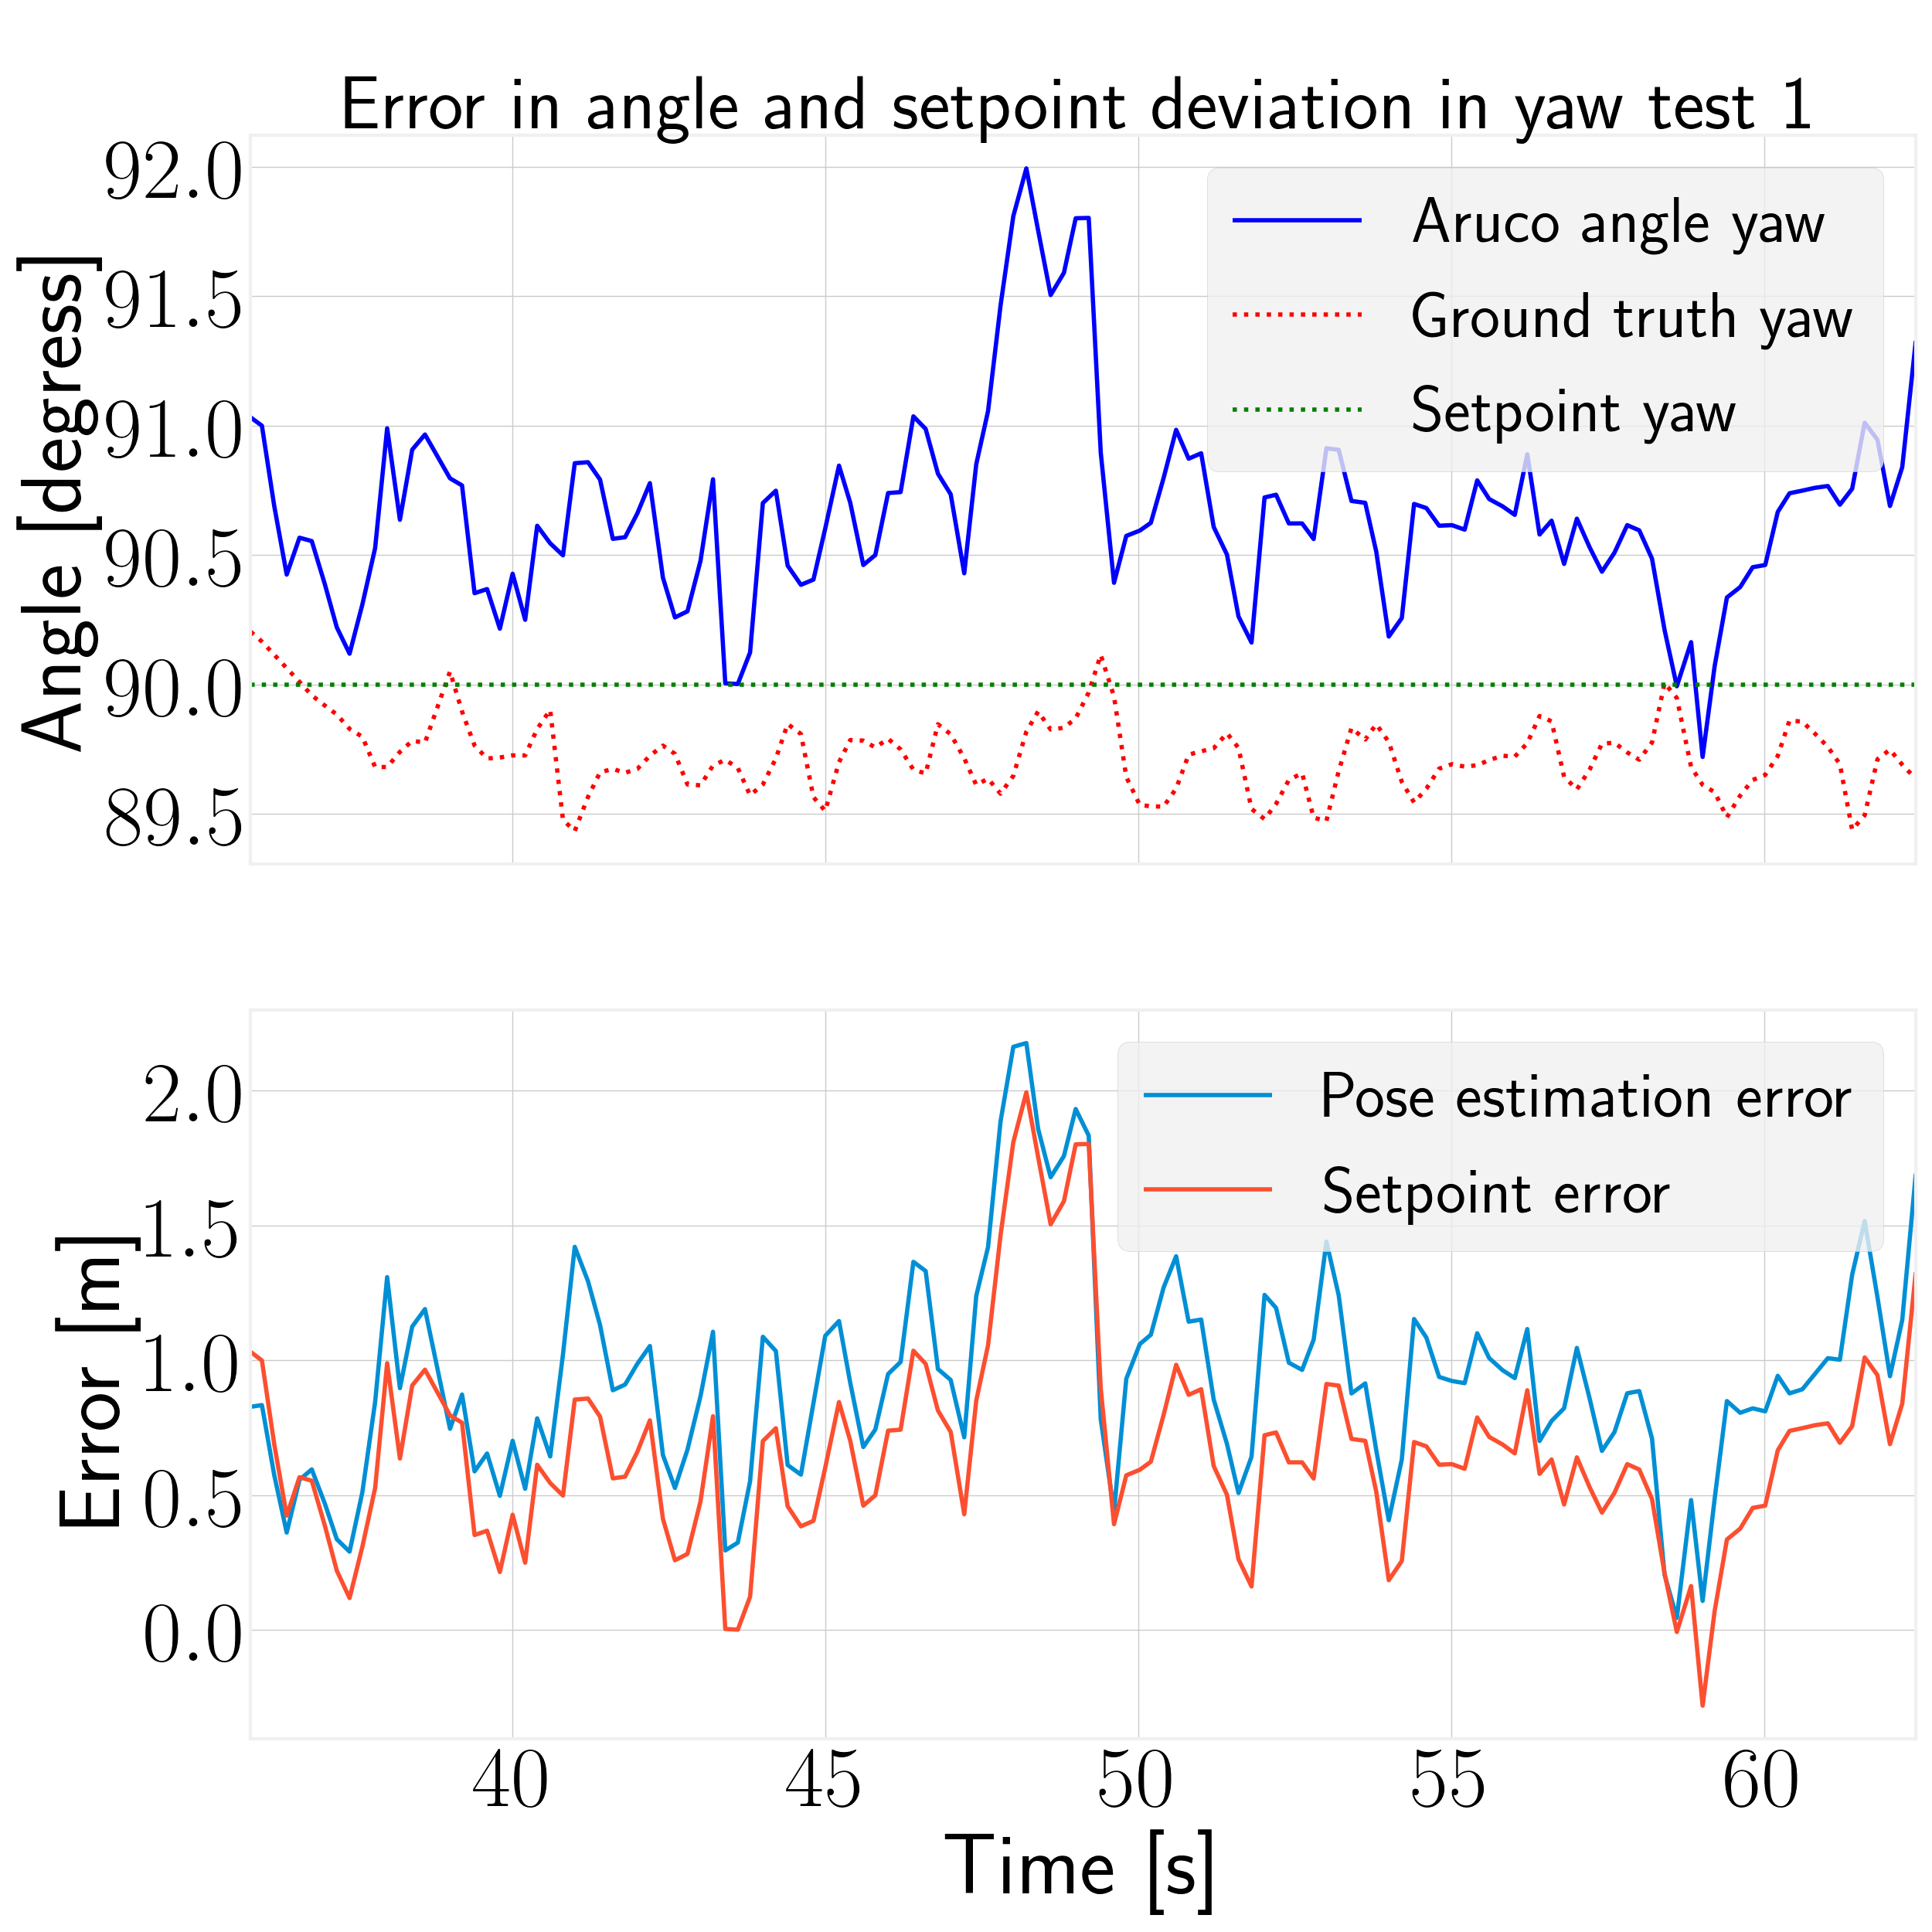 Error in angle and setpoint deviation in yaw test 1
Angle [degress]
92.0
91.5
91.0
90.5
90.0
89.5
Aruco angle yaw
Ground truth yaw
Setpoint yaw
Error [m]
2.0
1.5
1.0
0.5
0.0
Pose estimation error
Setpoint error
40 45 50 55 60
Time [s]